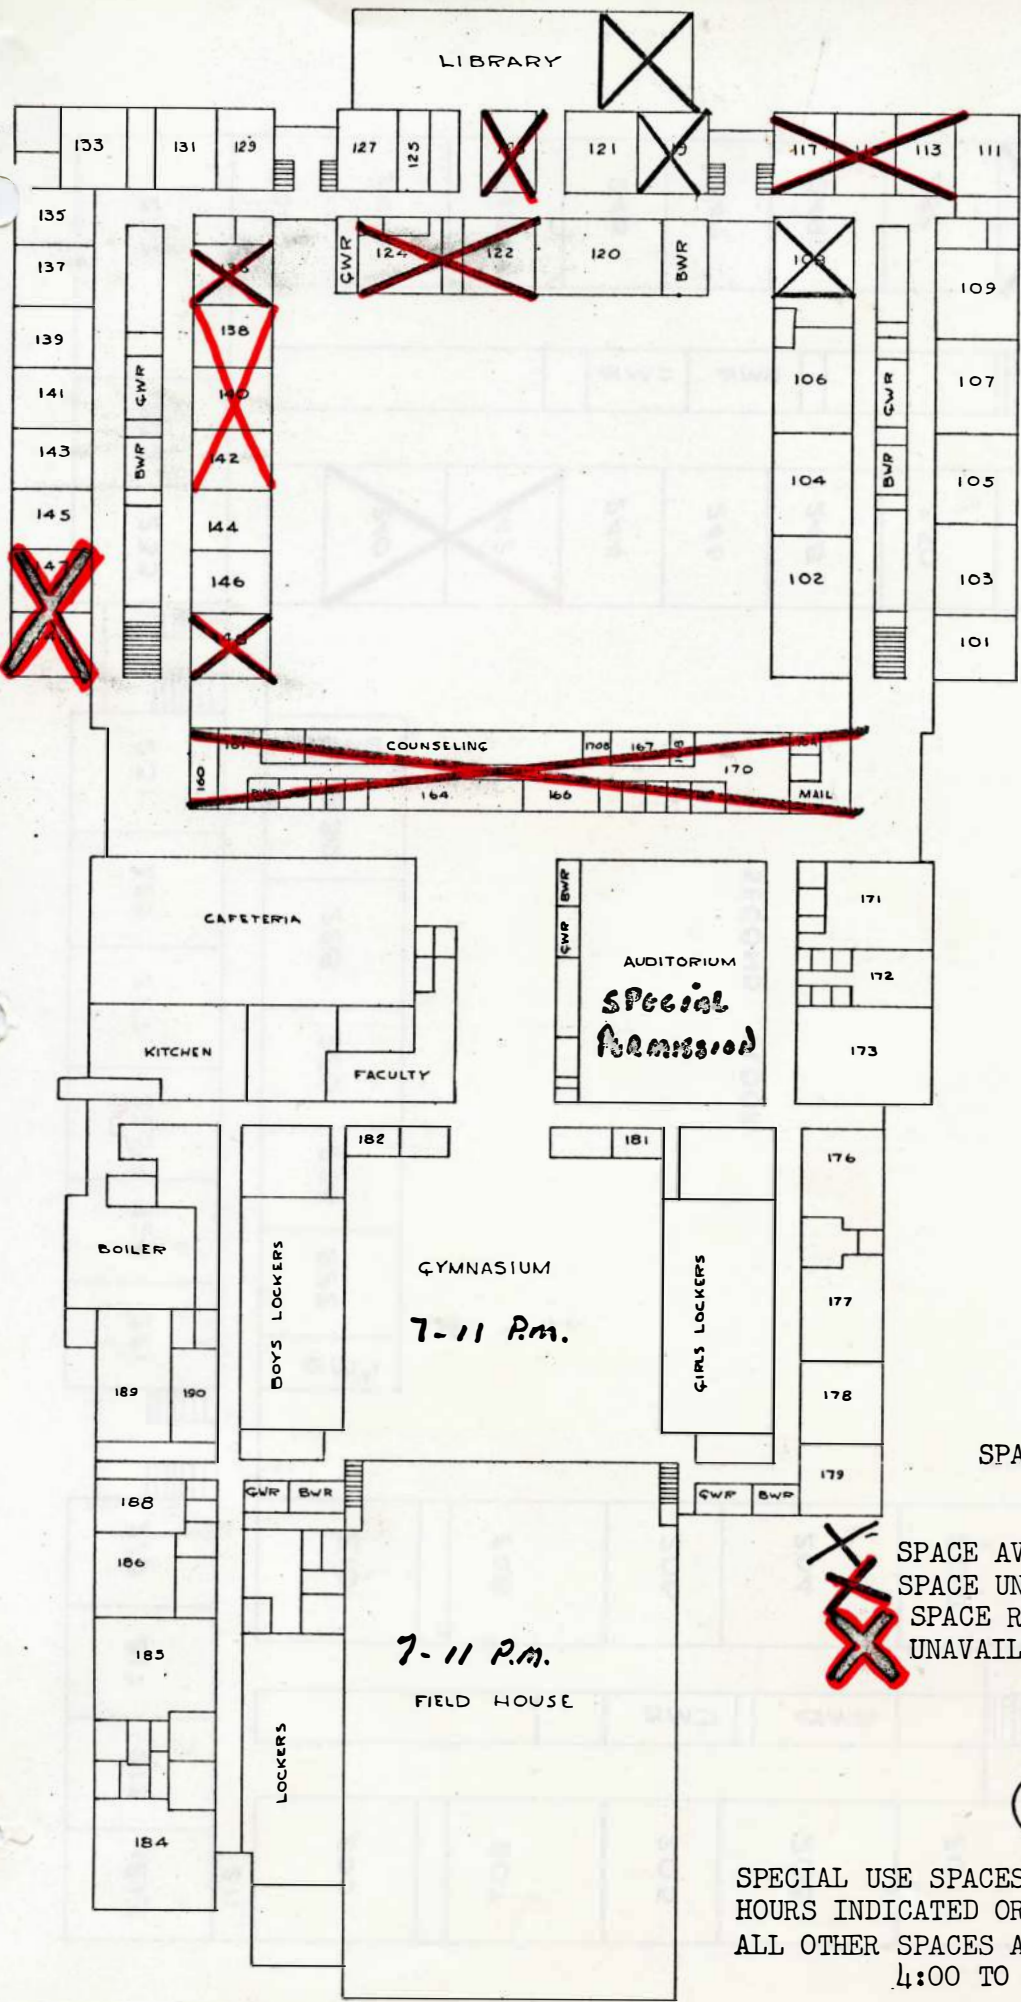 LIBRARY
133
131
129
127
125
121
117
113
111
135
137
139
141
143
145
147
GWR
BWR
138
140
142
144
146
GWR
124
122
120
BWR
106
104
102
GWR
BWR
109
107
105
103
101
COUNSELING
170B
167
160
164
166
170
MAIL
CAFETERIA
KITCHEN
FACULTY
BWR
GWR
AUDITORIUM
SPECIAL
PERMISSION
171
172
173
182
181
176
BOILER
BOYS LOCKERS
GYMNASIUM
7-11 P.M.
GIRLS LOCKERS
177
178
179
189
190
188
186
185
184
GWR
BWR
GWR
BWR
LOCKERS
7-11 P.M.
FIELD HOUSE
SPA
SPACE AV
SPACE UN
SPACE R
UNAVAIL
SPECIAL USE SPACES
HOURS INDICATED OR
ALL OTHER SPACES A
4:00 TO